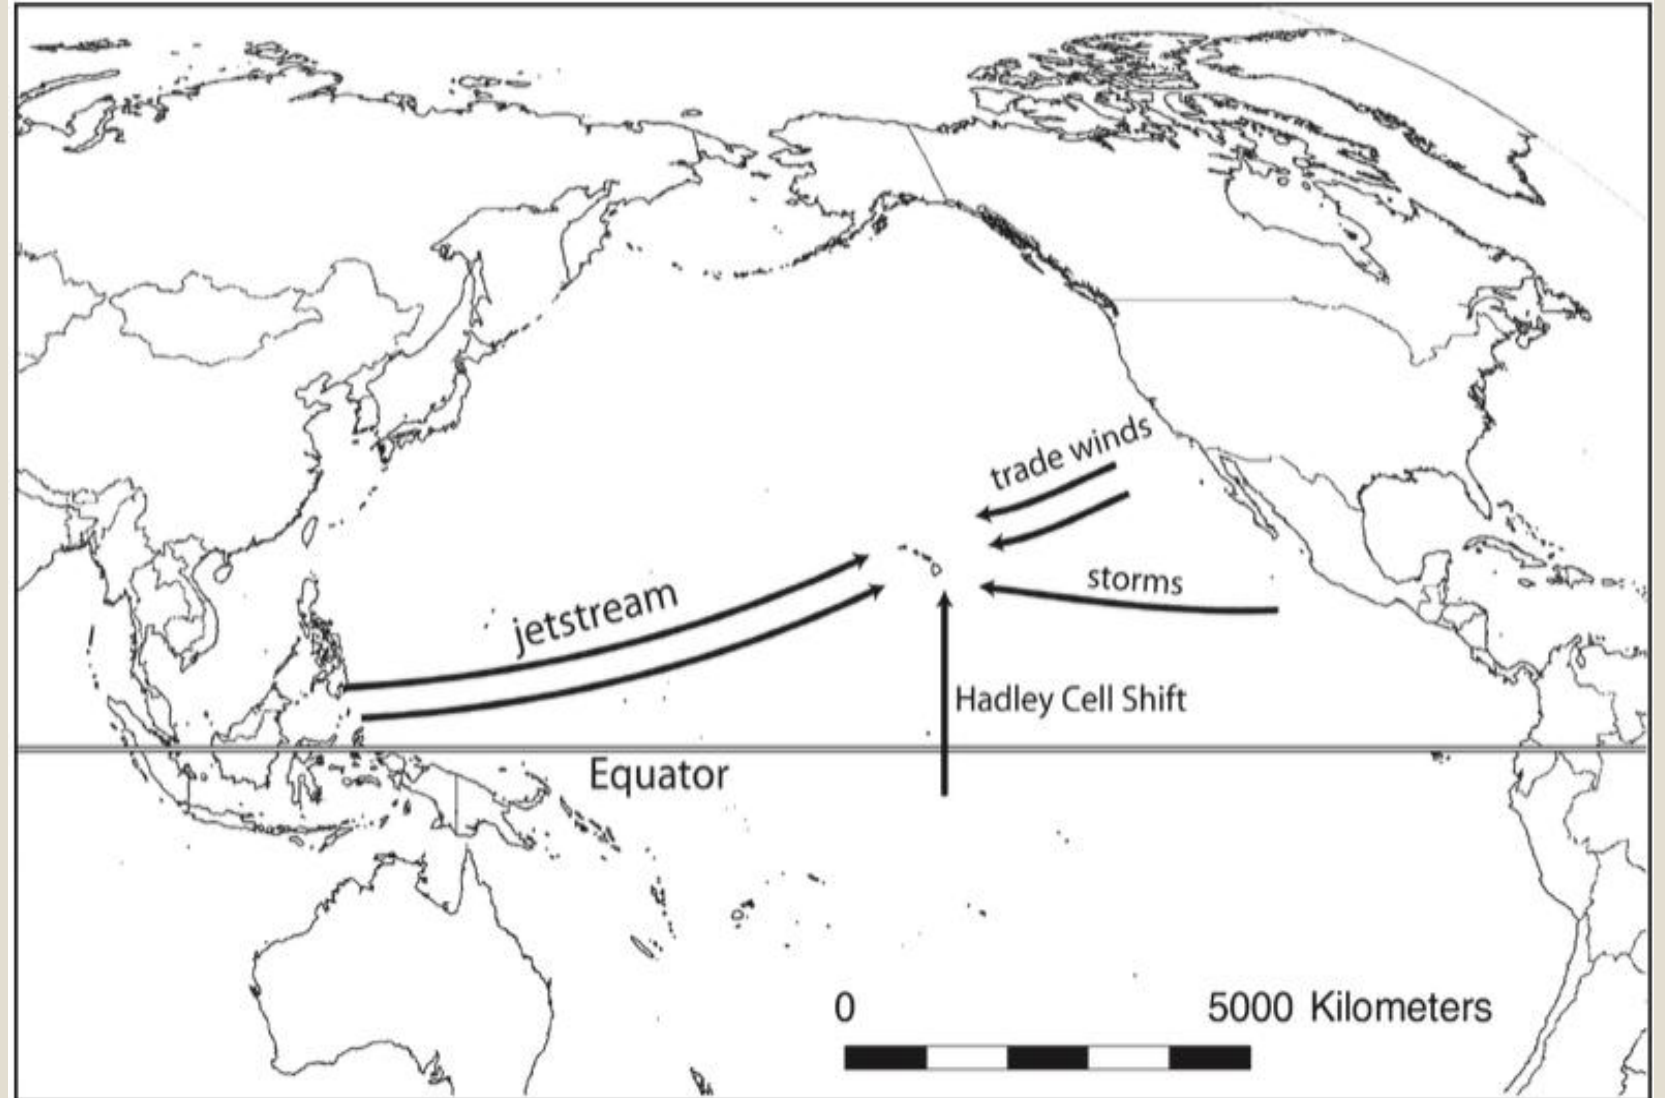 trade winds
storms
jetstream
Hadley Cell Shift
Equator
0 5000 Kilometers